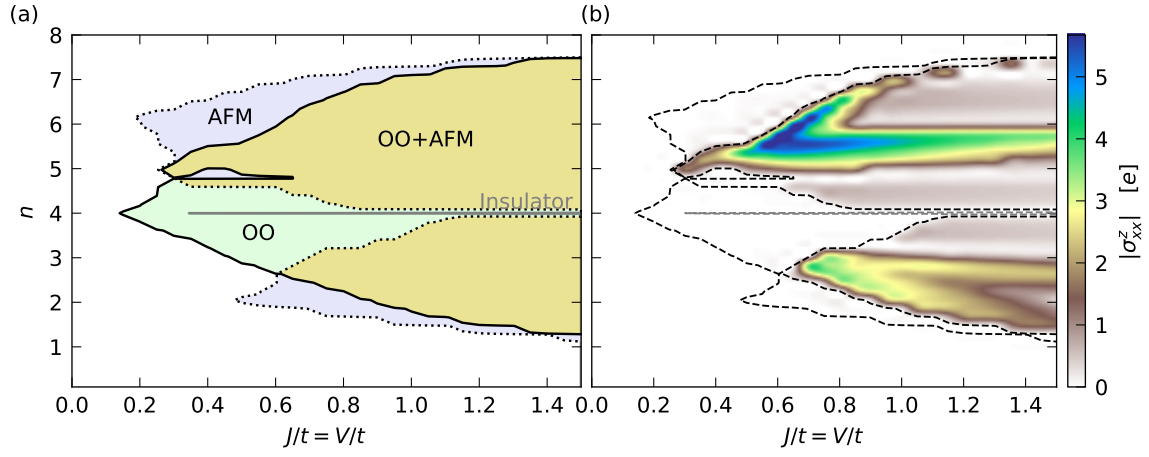 (a)
(b)
8
7
6
5
4
3
2
1
n
AFM
OO+AFM
Insulator
OO
0.0 0.2 0.4 0.6 0.8 1.0 1.2 1.4
J/t = V/t
0.0 0.2 0.4 0.6 0.8 1.0 1.2 1.4
J/t = V/t
5
4
3
2
1
0
|σ^z_xx| [e]